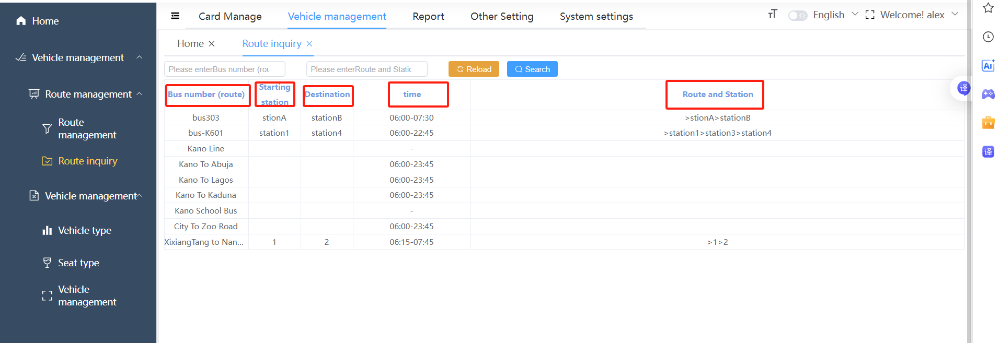 Home
Vehicle management
Route management
Route
management
Route inquiry
Vehicle management
Vehicle type
Seat type
Vehicle
management
Card Manage
Vehicle management
Report
Other Setting
System settings
тT
English
Welcome! alex
Home
Route inquiry
Please enterBus number (rou
Please enterRoute and Static
Reload
Search
Bus number (route) Starting station Destination time Route and Station
bus303 stionA stationB 06:00-07:30 >stionA>stationB
bus-K601 station1 station4 06:00-22:45 >station1>station3>station4
Kano Line -
Kano To Abuja 06:00-23:45
Kano To Lagos 06:00-23:45
Kano To Kaduna 06:00-23:45
Kano School Bus -
City To Zoo Road 06:00-23:45
XixiangTang to Nan... 1 2 06:15-07:45 >1>2
AI
译
译